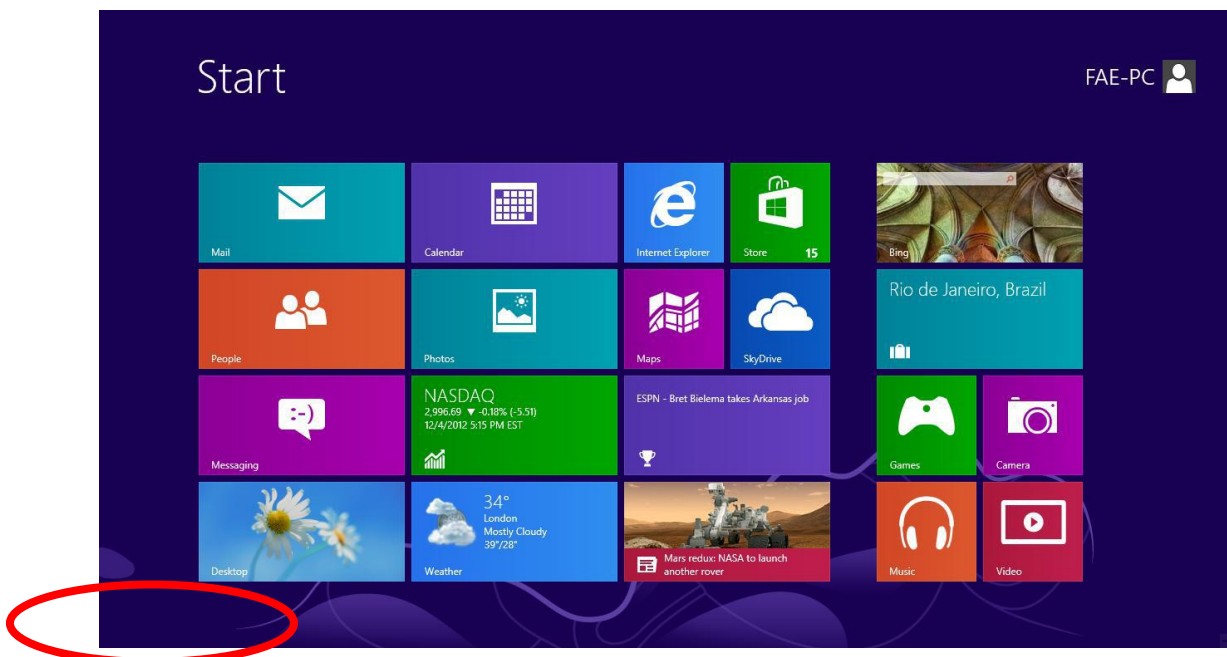 Start
FAE-PC
Mail
Calendar
Internet Explorer
Store 15
Bing
People
Photos
Maps
SkyDrive
Rio de Janeiro, Brazil
Messaging
NASDAQ
2,996.69 ▼ -0.18% (-5.51)
12/4/2012 5:15 PM EST
ESPN - Bret Bielema takes Arkansas job
Games
Camera
Desktop
34°
London
Mostly Cloudy
39°/28°
Weather
Mars redux: NASA to launch
another rover
Music
Video